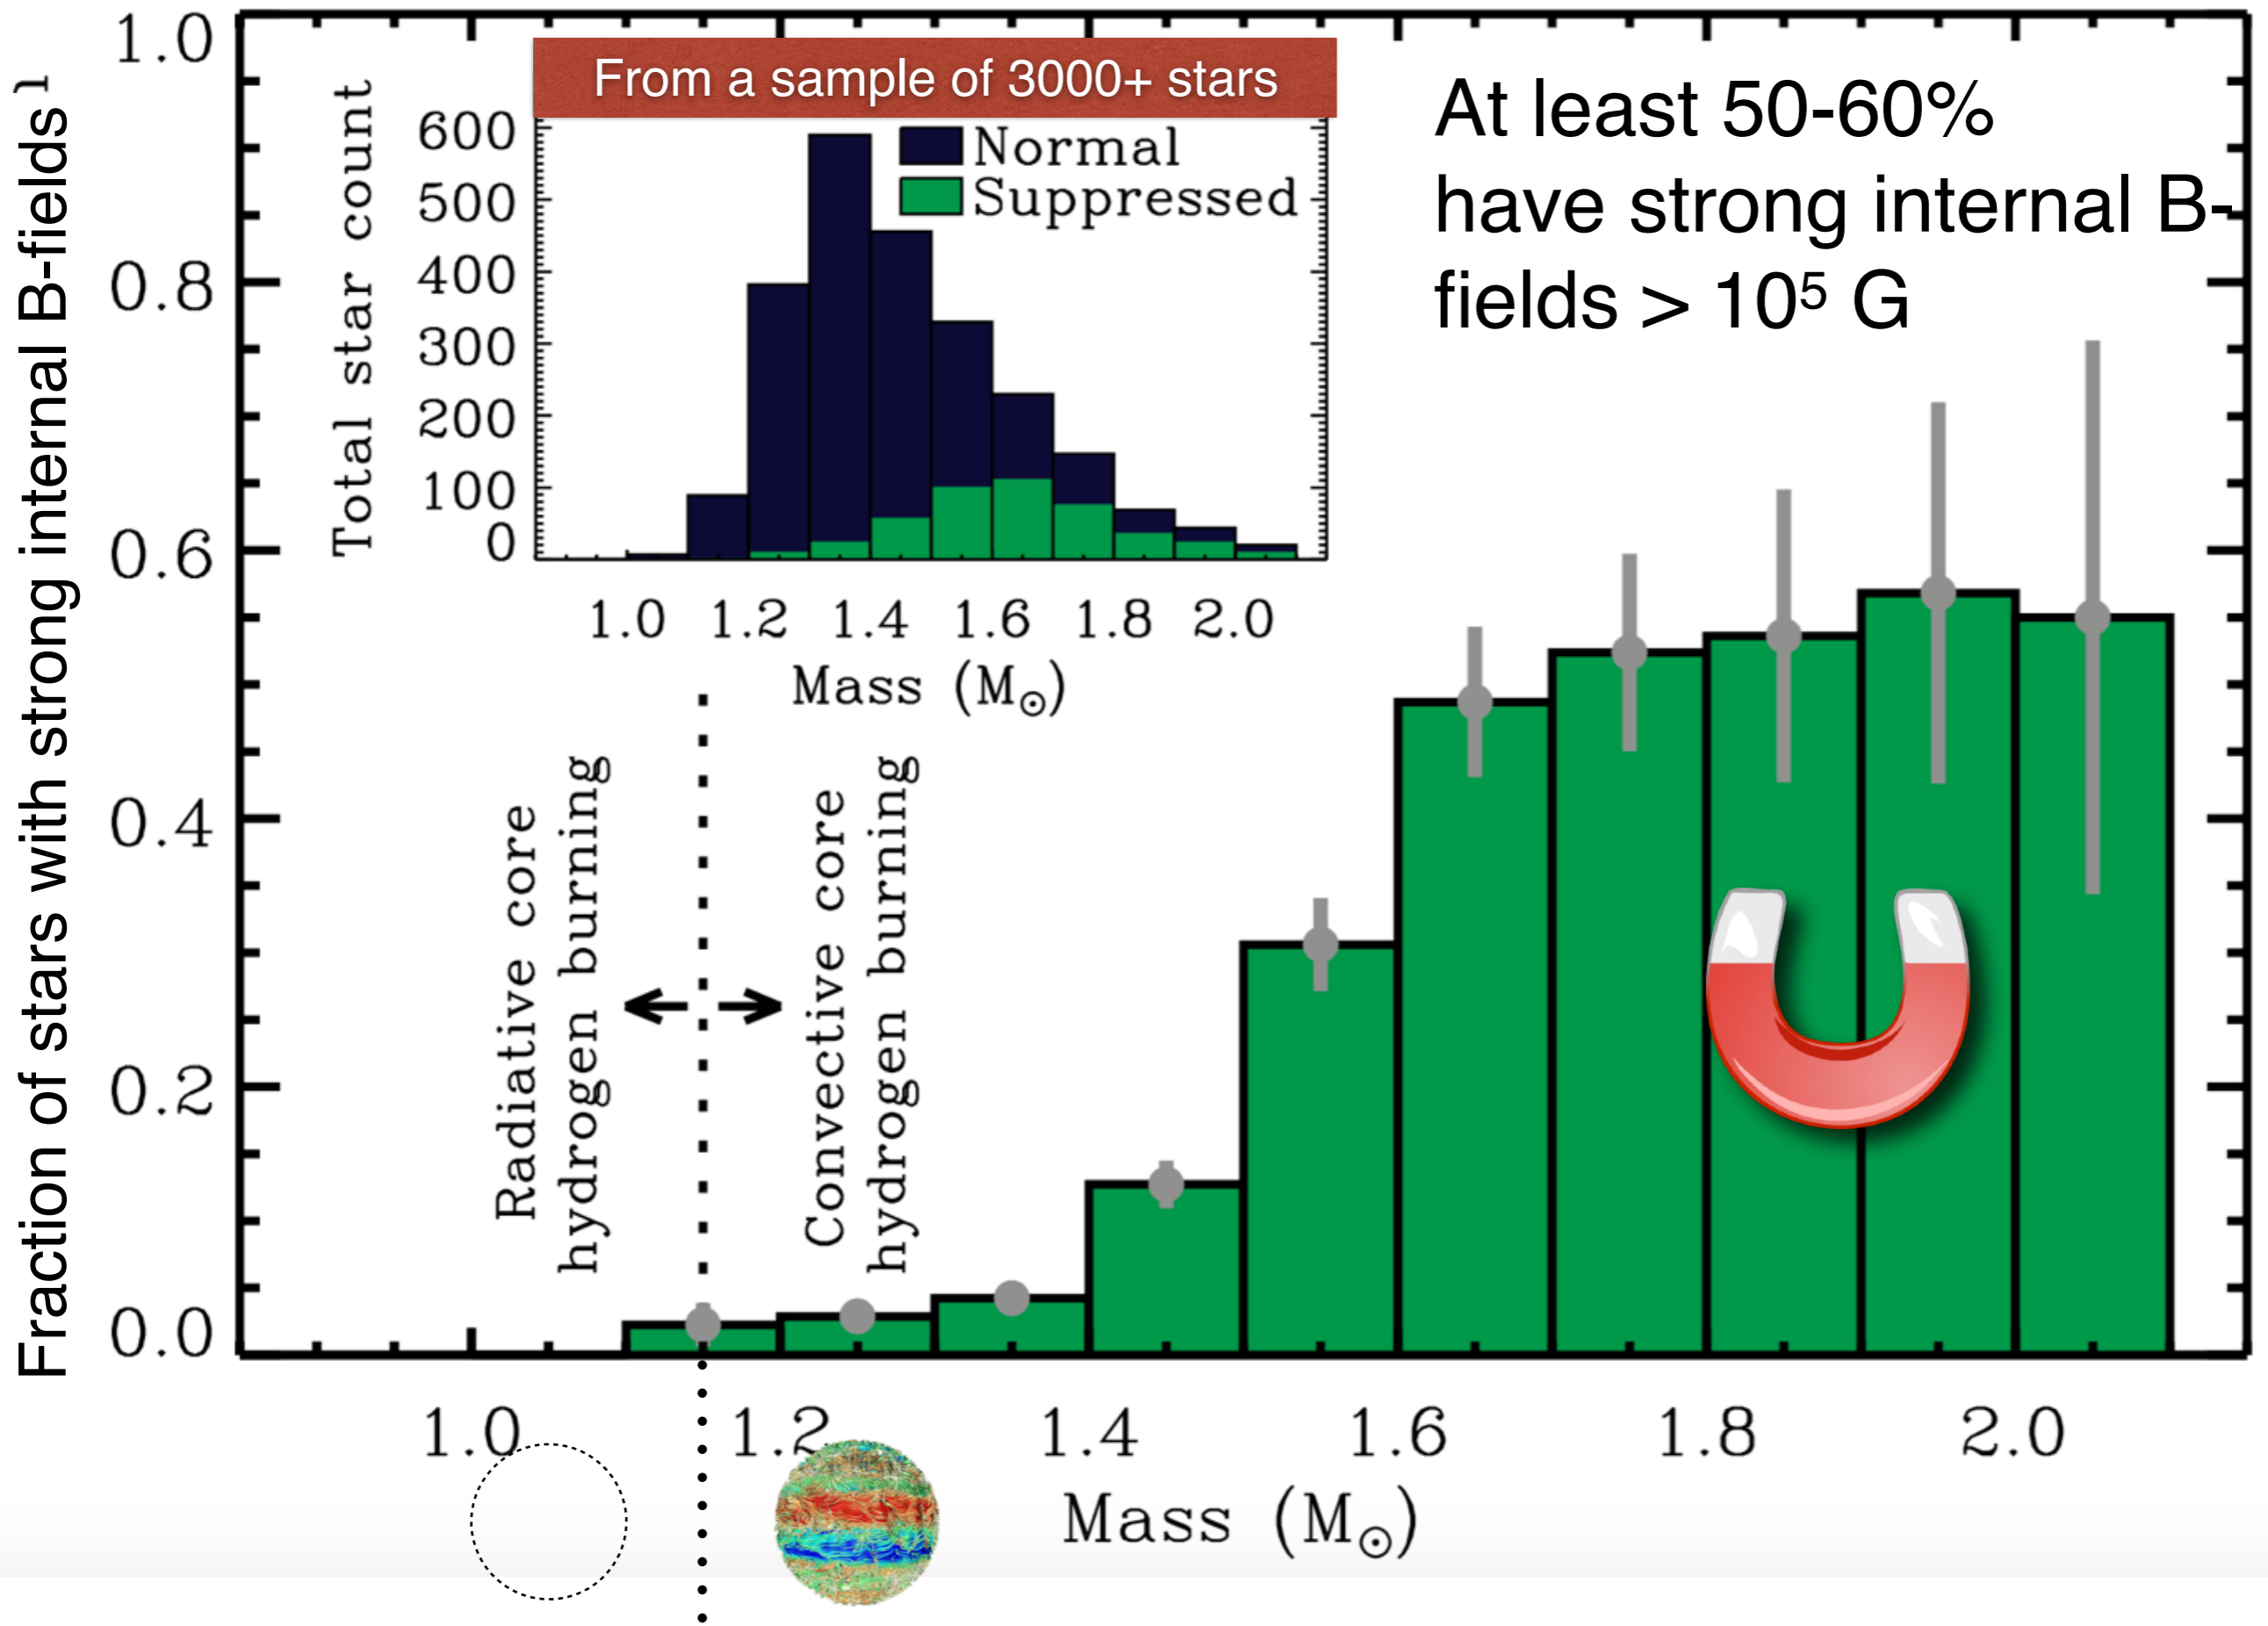 Fraction of stars with strong internal B-fields
1.0
0.8
0.6
0.4
0.2
0.0
From a sample of 3000+ stars
Total star count
600
500
400
300
200
100
0
Normal
Suppressed
1.0 1.2 1.4 1.6 1.8 2.0
Mass (M☉)
At least 50-60%
have strong internal B-
fields > 10⁵ G
Radiative core
hydrogen burning
Convective core
hydrogen burning
1.0 1.2 1.4 1.6 1.8 2.0
Mass (M☉)